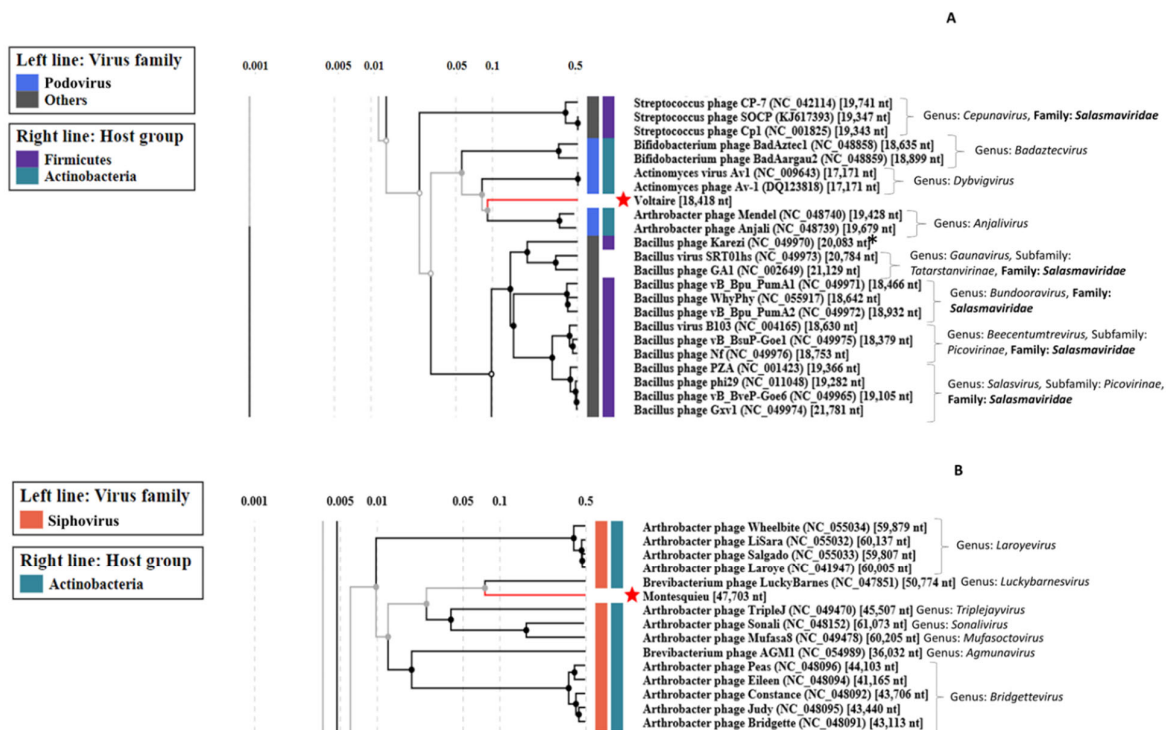 A
Left line: Virus family
Podovirus
Others
Right line: Host group
Firmicutes
Actinobacteria
0.001 0.005 0.01 0.05 0.1 0.5
Streptococcus phage CP-7 (NC_042114) [19,741 nt]
Streptococcus phage SOCP (KJ617393) [19,347 nt]
Streptococcus phage Cp1 (NC_001825) [19,343 nt]
Genus: Cepunavirus, Family: Salasmaviridae
Bifidobacterium phage BadAztec1 (NC_048858) [18,635 nt]
Bifidobacterium phage BadAargau2 (NC_048859) [18,899 nt]
Genus: Badaztecvirus
Actinomyces virus Av1 (NC_009643) [17,171 nt]
Actinomyces phage Av-1 (DQ123818) [17,171 nt]
Genus: Dybvigvirus
Voltaire [18,418 nt]
Arthrobacter phage Mendel (NC_048740) [19,428 nt]
Arthrobacter phage Anjali (NC_048739) [19,679 nt]
Genus: Anjalivirus
Bacillus phage Karezi (NC_049970) [20,083 nt]*
Bacillus virus SRT01hs (NC_049973) [20,784 nt]
Bacillus phage GA1 (NC_002649) [21,129 nt]
Genus: Gaunavirus, Subfamily:
Tatarstanvirinae, Family: Salasmaviridae
Bacillus phage vB_Bpu_PumA1 (NC_049971) [18,466 nt]
Bacillus phage WhyPhy (NC_055917) [18,642 nt]
Bacillus phage vB_Bpu_PumA2 (NC_049972) [18,932 nt]
Genus: Bundooravirus, Family:
Salasmaviridae
Bacillus virus B103 (NC_004165) [18,630 nt]
Bacillus phage vB_BsuP-Goe1 (NC_049975) [18,379 nt]
Bacillus phage Nf (NC_049976) [18,753 nt]
Genus: Beecentumtrevirus, Subfamily:
Picovirinae, Family: Salasmaviridae
Bacillus phage PZA (NC_001423) [19,366 nt]
Bacillus phage phi29 (NC_011048) [19,282 nt]
Bacillus phage vB_BveP-Goe6 (NC_049965) [19,105 nt]
Bacillus phage Gxv1 (NC_049974) [21,781 nt]
Genus: Salasvirus, Subfamily: Picovirinae,
Family: Salasmaviridae
B
Left line: Virus family
Siphovirus
Right line: Host group
Actinobacteria
0.001 0.005 0.01 0.05 0.1 0.5
Arthrobacter phage Wheelbite (NC_055034) [59,879 nt]
Arthrobacter phage LiSara (NC_055032) [60,137 nt]
Arthrobacter phage Salgado (NC_055033) [59,807 nt]
Arthrobacter phage Laroye (NC_041947) [60,005 nt]
Genus: Laroyevirus
Brevibacterium phage LuckyBarnes (NC_047851) [50,774 nt] Genus: Luckybarnesvirus
Montesquieu [47,703 nt]
Arthrobacter phage TripleJ (NC_049470) [45,507 nt] Genus: Triplejayvirus
Arthrobacter phage Sonali (NC_048152) [61,073 nt] Genus: Sonalivirus
Arthrobacter phage Mufasa8 (NC_049478) [60,205 nt] Genus: Mufasoctovirus
Brevibacterium phage AGM1 (NC_054989) [36,032 nt] Genus: Agmunavirus
Arthrobacter phage Peas (NC_048096) [44,103 nt]
Arthrobacter phage Eileen (NC_048094) [41,165 nt]
Arthrobacter phage Constance (NC_048092) [43,706 nt]
Arthrobacter phage Judy (NC_048095) [43,440 nt]
Arthrobacter phage Bridgette (NC_048091) [43,113 nt]
Genus: Bridgettevirus